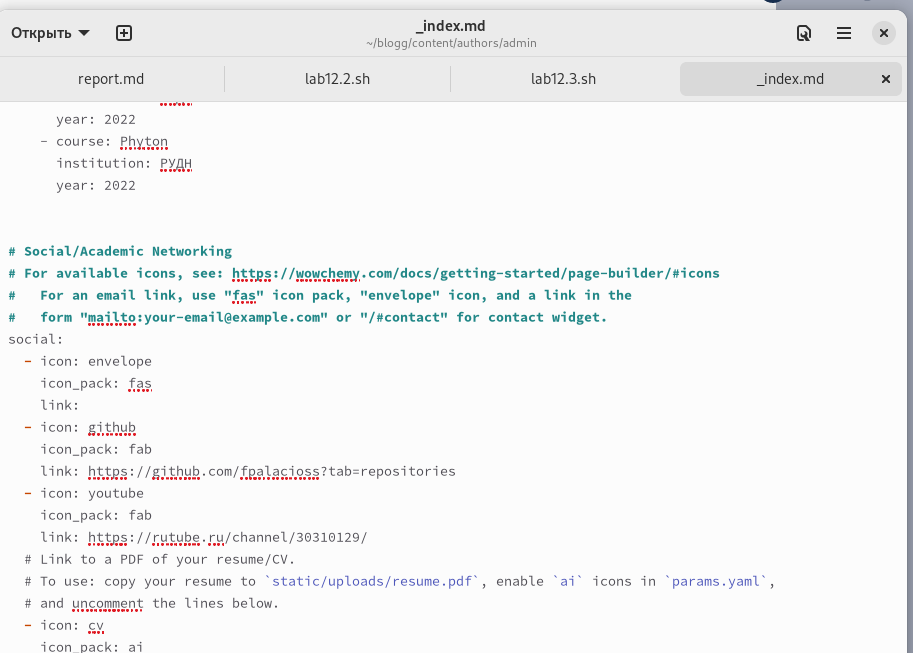 Открыть
_index.md
~/blogg/content/authors/admin
report.md
lab12.2.sh
lab12.3.sh
_index.md
year: 2022
- course: Phyton
institution: РУДН
year: 2022
# Social/Academic Networking
# For available icons, see: https://wowchemy.com/docs/getting-started/page-builder/#icons
#   For an email link, use "fas" icon pack, "envelope" icon, and a link in the
#   form "mailto:your-email@example.com" or "/#contact" for contact widget.
social:
- icon: envelope
icon_pack: fas
link:
- icon: github
icon_pack: fab
link: https://github.com/fpalacioss?tab=repositories
- icon: youtube
icon_pack: fab
link: https://rutube.ru/channel/30310129/
# Link to a PDF of your resume/CV.
# To use: copy your resume to `static/uploads/resume.pdf`, enable `ai` icons in `params.yaml`,
# and uncomment the lines below.
- icon: cv
icon_pack: ai